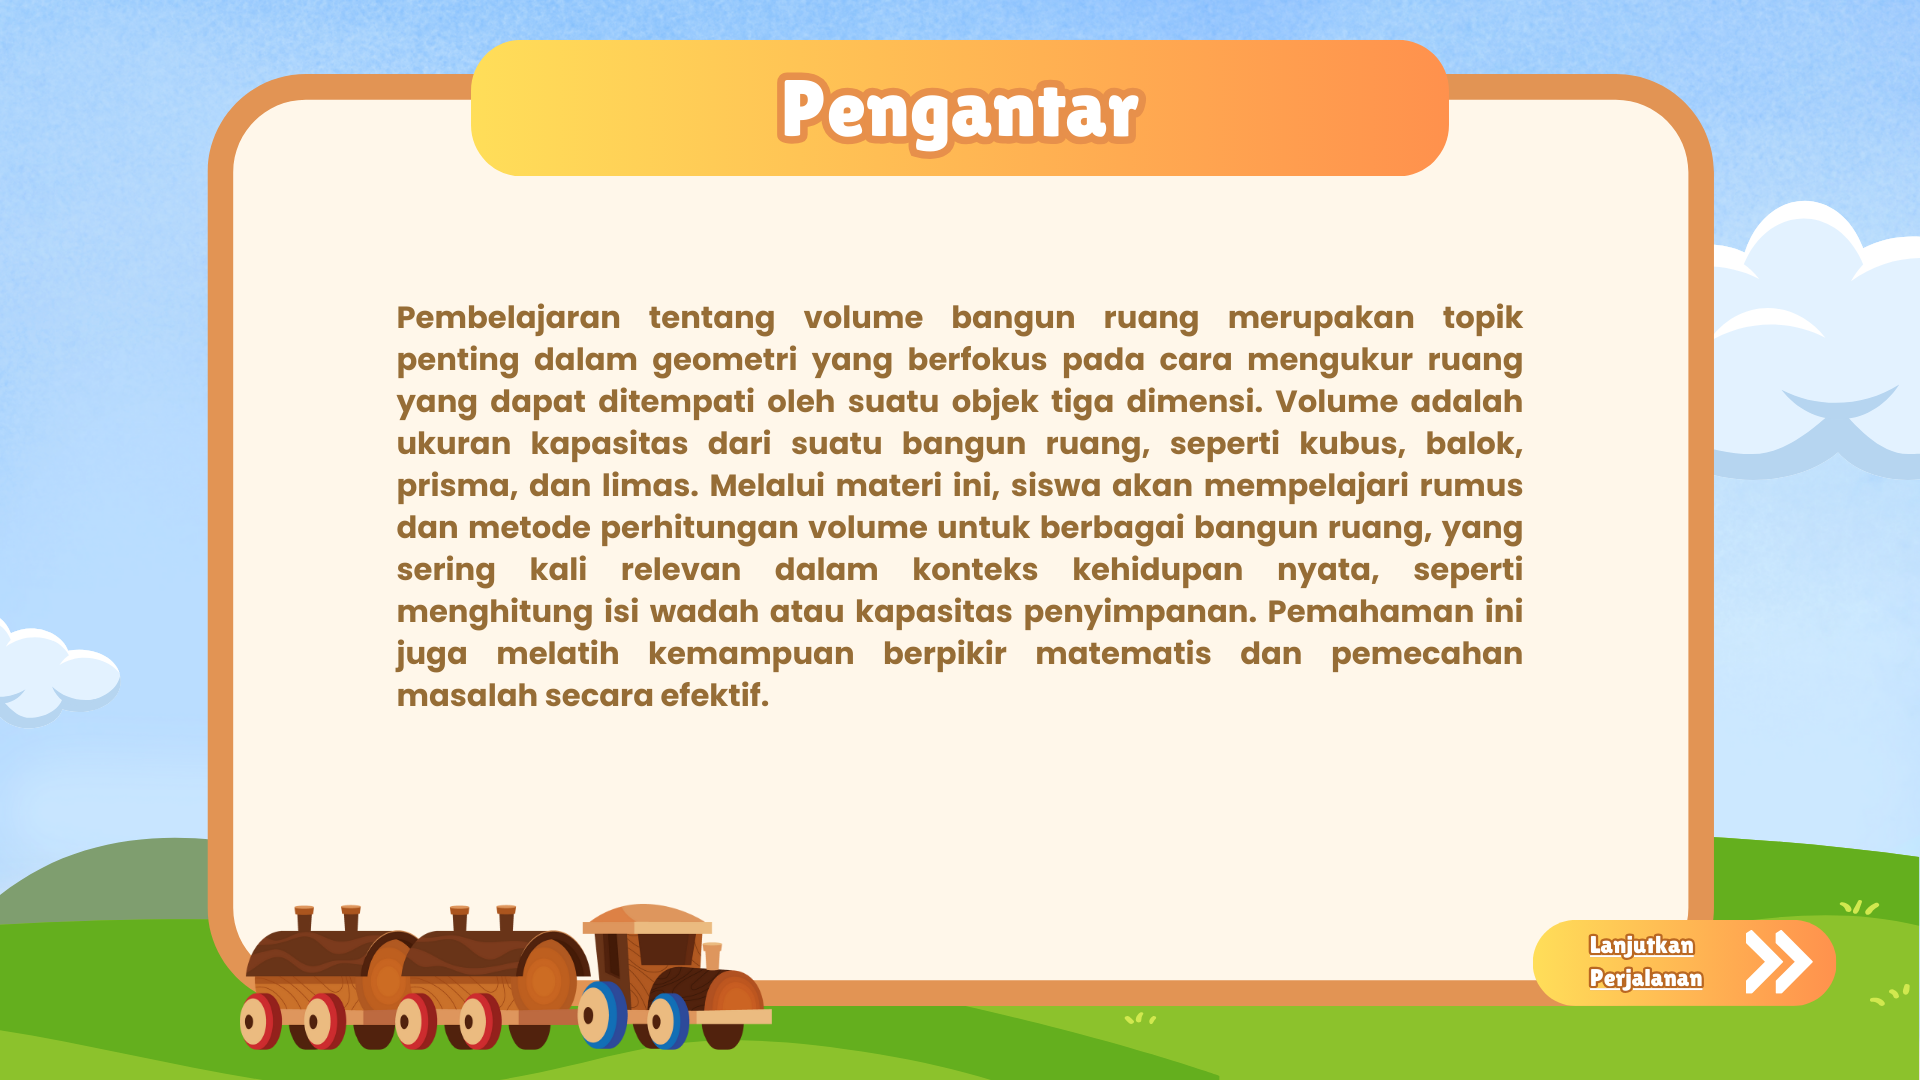 Pengantar
Pembelajaran tentang volume bangun ruang merupakan topik
penting dalam geometri yang berfokus pada cara mengukur ruang
yang dapat ditempati oleh suatu objek tiga dimensi. Volume adalah
ukuran kapasitas dari suatu bangun ruang, seperti kubus, balok,
prisma, dan limas. Melalui materi ini, siswa akan mempelajari rumus
dan metode perhitungan volume untuk berbagai bangun ruang, yang
sering kali relevan dalam konteks kehidupan nyata, seperti
menghitung isi wadah atau kapasitas penyimpanan. Pemahaman ini
juga melatih kemampuan berpikir matematis dan pemecahan
masalah secara efektif.
Lanjutkan
Perjalanan